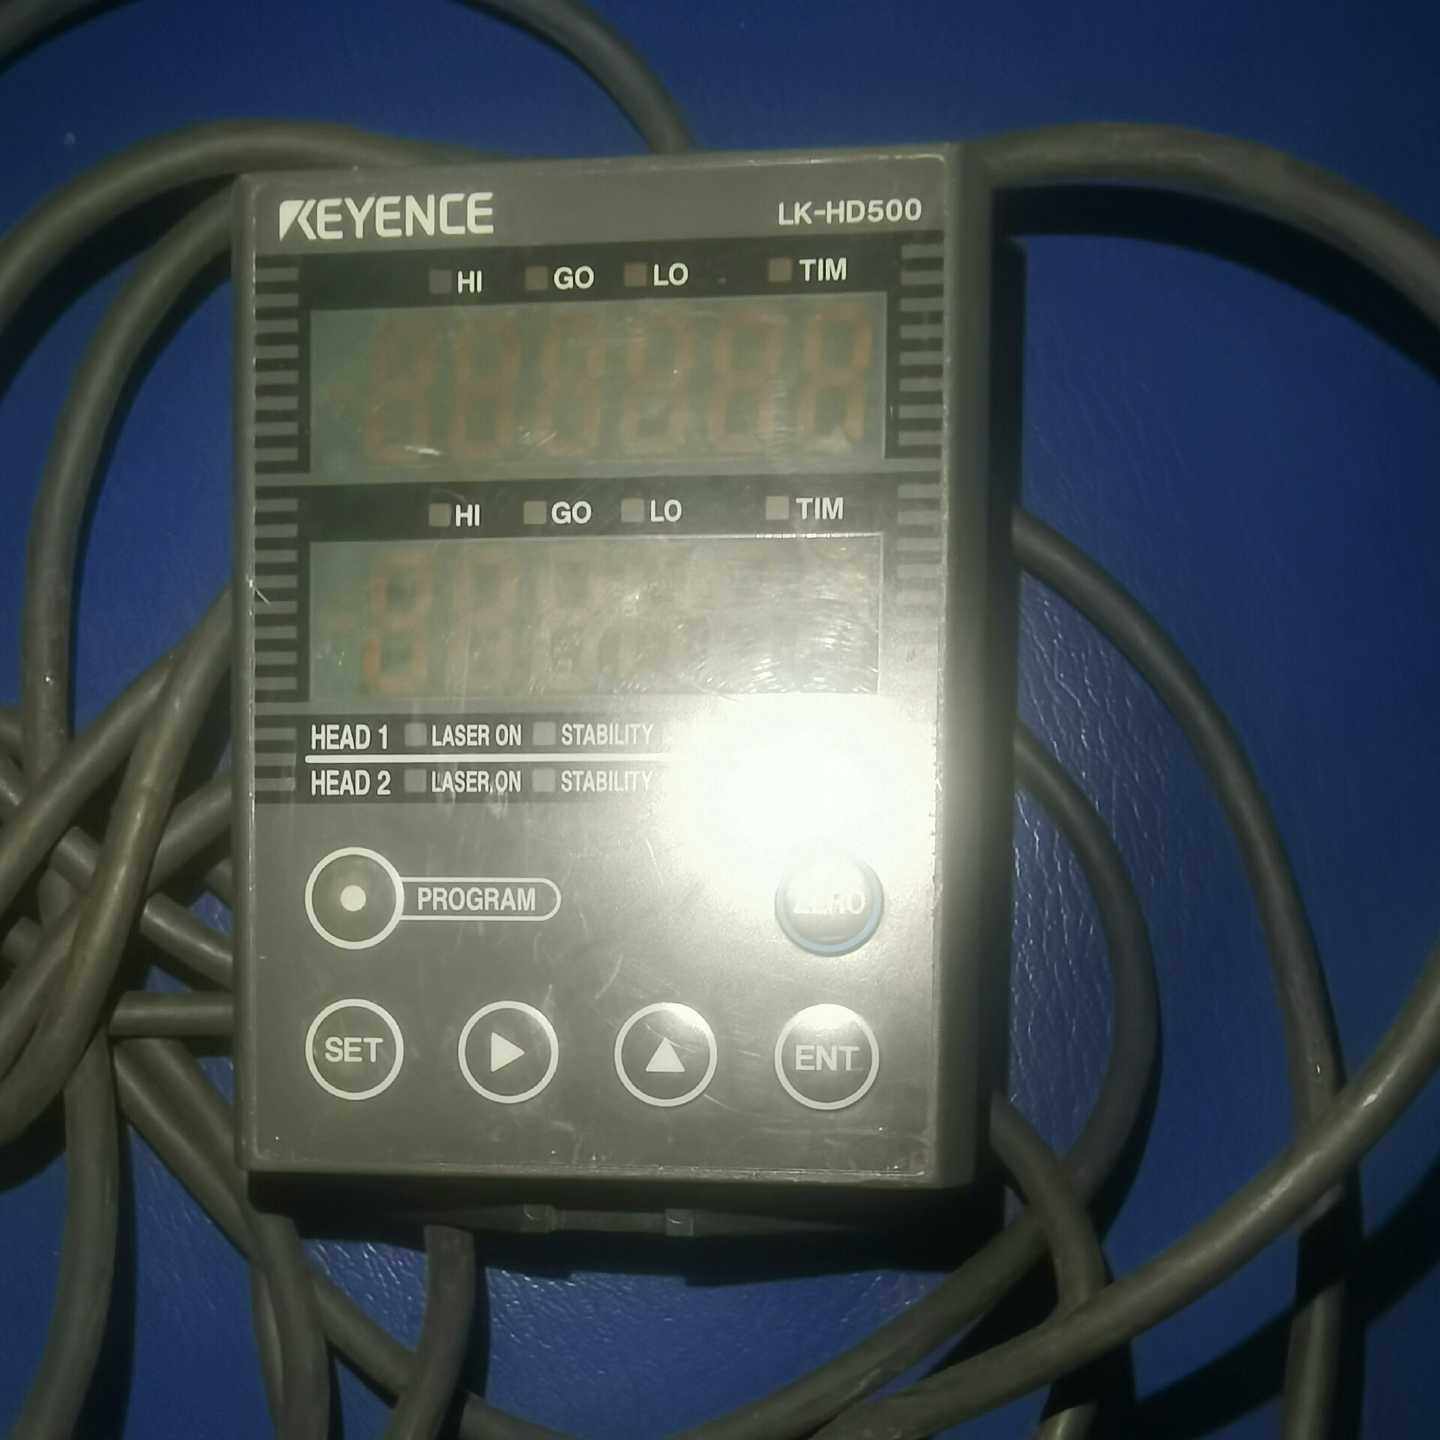 KEYENCE LK-HD500
HI GO LO TIM
HI GO LO TIM
HEAD 1 LASER ON STABILITY
HEAD 2 LASER ON STABILITY
PROGRAM ZERO
SET ENT